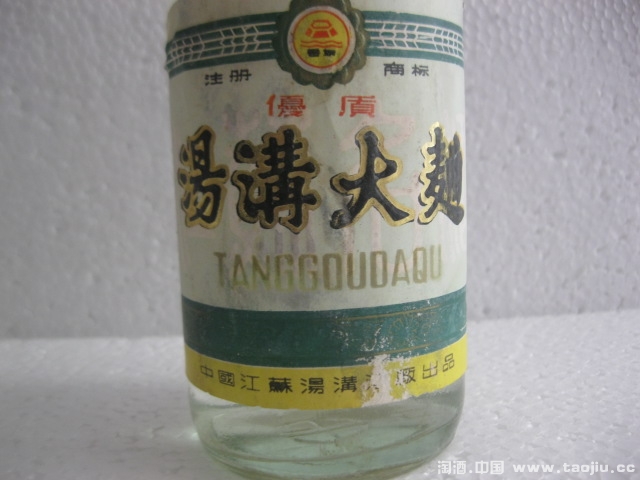 注册 商标
優質
湯溝大麯
TANGGOUDAQU
中國江蘇湯溝酒廠出品
淘酒.中国 www.taojiu.cc